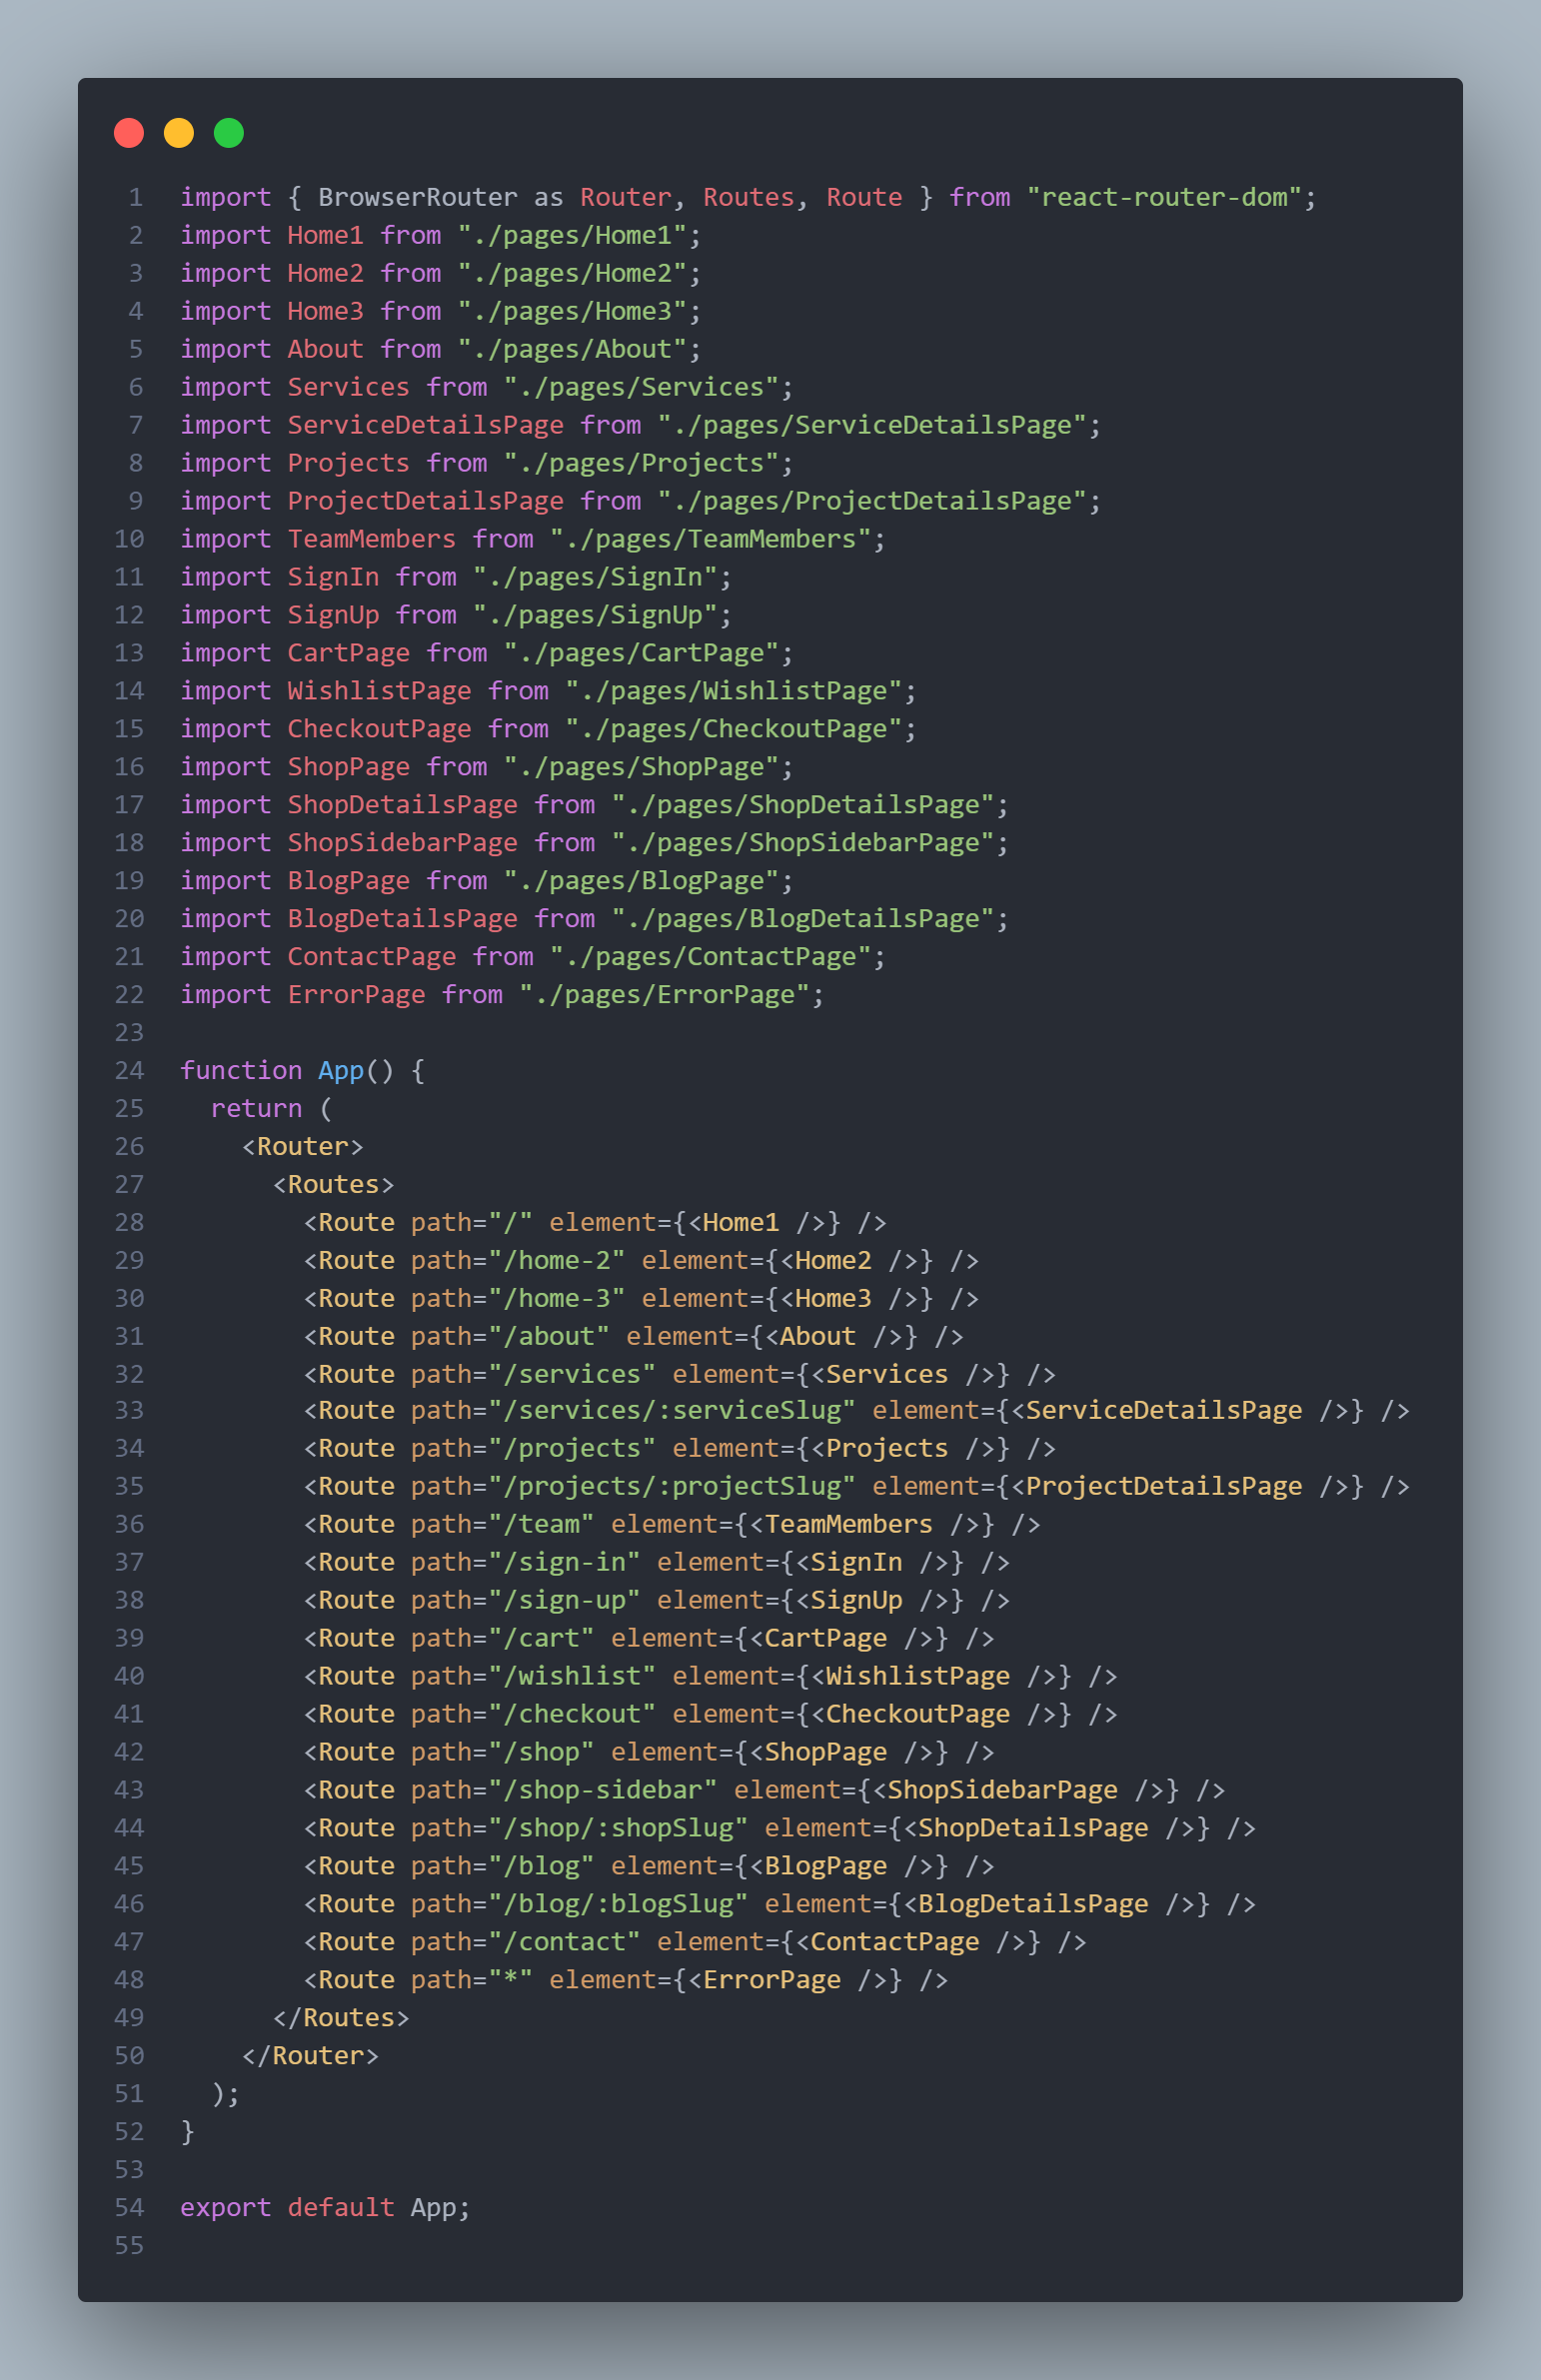 1 import { BrowserRouter as Router, Routes, Route } from "react-router-dom";
2 import Home1 from "./pages/Home1";
3 import Home2 from "./pages/Home2";
4 import Home3 from "./pages/Home3";
5 import About from "./pages/About";
6 import Services from "./pages/Services";
7 import ServiceDetailsPage from "./pages/ServiceDetailsPage";
8 import Projects from "./pages/Projects";
9 import ProjectDetailsPage from "./pages/ProjectDetailsPage";
10 import TeamMembers from "./pages/TeamMembers";
11 import SignIn from "./pages/SignIn";
12 import SignUp from "./pages/SignUp";
13 import CartPage from "./pages/CartPage";
14 import WishlistPage from "./pages/WishlistPage";
15 import CheckoutPage from "./pages/CheckoutPage";
16 import ShopPage from "./pages/ShopPage";
17 import ShopDetailsPage from "./pages/ShopDetailsPage";
18 import ShopSidebarPage from "./pages/ShopSidebarPage";
19 import BlogPage from "./pages/BlogPage";
20 import BlogDetailsPage from "./pages/BlogDetailsPage";
21 import ContactPage from "./pages/ContactPage";
22 import ErrorPage from "./pages/ErrorPage";
23
24 function App() {
25   return (
26     <Router>
27       <Routes>
28         <Route path="/" element={<Home1 />} />
29         <Route path="/home-2" element={<Home2 />} />
30         <Route path="/home-3" element={<Home3 />} />
31         <Route path="/about" element={<About />} />
32         <Route path="/services" element={<Services />} />
33         <Route path="/services/:serviceSlug" element={<ServiceDetailsPage />} />
34         <Route path="/projects" element={<Projects />} />
35         <Route path="/projects/:projectSlug" element={<ProjectDetailsPage />} />
36         <Route path="/team" element={<TeamMembers />} />
37         <Route path="/sign-in" element={<SignIn />} />
38         <Route path="/sign-up" element={<SignUp />} />
39         <Route path="/cart" element={<CartPage />} />
40         <Route path="/wishlist" element={<WishlistPage />} />
41         <Route path="/checkout" element={<CheckoutPage />} />
42         <Route path="/shop" element={<ShopPage />} />
43         <Route path="/shop-sidebar" element={<ShopSidebarPage />} />
44         <Route path="/shop/:shopSlug" element={<ShopDetailsPage />} />
45         <Route path="/blog" element={<BlogPage />} />
46         <Route path="/blog/:blogSlug" element={<BlogDetailsPage />} />
47         <Route path="/contact" element={<ContactPage />} />
48         <Route path="*" element={<ErrorPage />} />
49       </Routes>
50     </Router>
51   );
52 }
53
54 export default App;
55